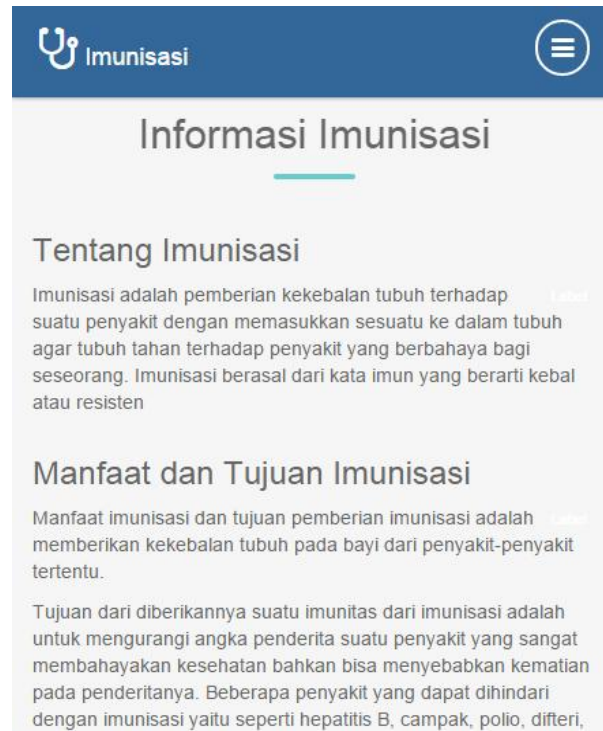 Imunisasi
Informasi Imunisasi
Tentang Imunisasi
Imunisasi adalah pemberian kekebalan tubuh terhadap
Label
suatu penyakit dengan memasukkan sesuatu ke dalam tubuh
agar tubuh tahan terhadap penyakit yang berbahaya bagi
seseorang. Imunisasi berasal dari kata imun yang berarti kebal
atau resisten
Manfaat dan Tujuan Imunisasi
Manfaat imunisasi dan tujuan pemberian imunisasi adalah
Label
memberikan kekebalan tubuh pada bayi dari penyakit-penyakit
tertentu.
Tujuan dari diberikannya suatu imunitas dari imunisasi adalah
untuk mengurangi angka penderita suatu penyakit yang sangat
membahayakan kesehatan bahkan bisa menyebabkan kematian
pada penderitanya. Beberapa penyakit yang dapat dihindari
dengan imunisasi yaitu seperti hepatitis B, campak, polio, difteri,